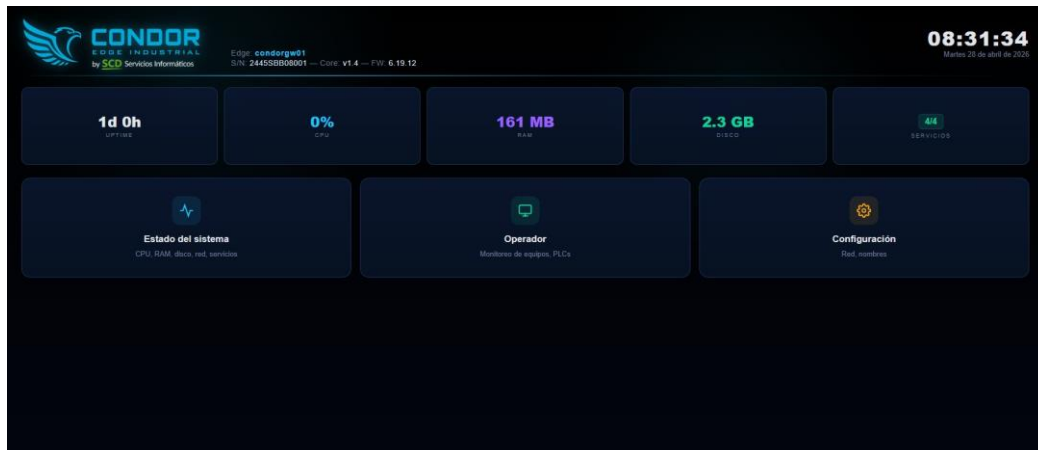 CONDOR
EDGE INDUSTRIAL
by SCD Servicios Informáticos
Edge: condorgw01
S/N: 2445SBB08001 — Core: v1.4 — FW: 6.19.12
08:31:34
Martes 28 de abril de 2026
1d 0h
UPTIME
0%
CPU
161 MB
RAM
2.3 GB
DISCO
4/4
SERVICIOS
Estado del sistema
CPU, RAM, disco, red, servicios
Operador
Monitoreo de equipos, PLCs
Configuración
Red, nombres